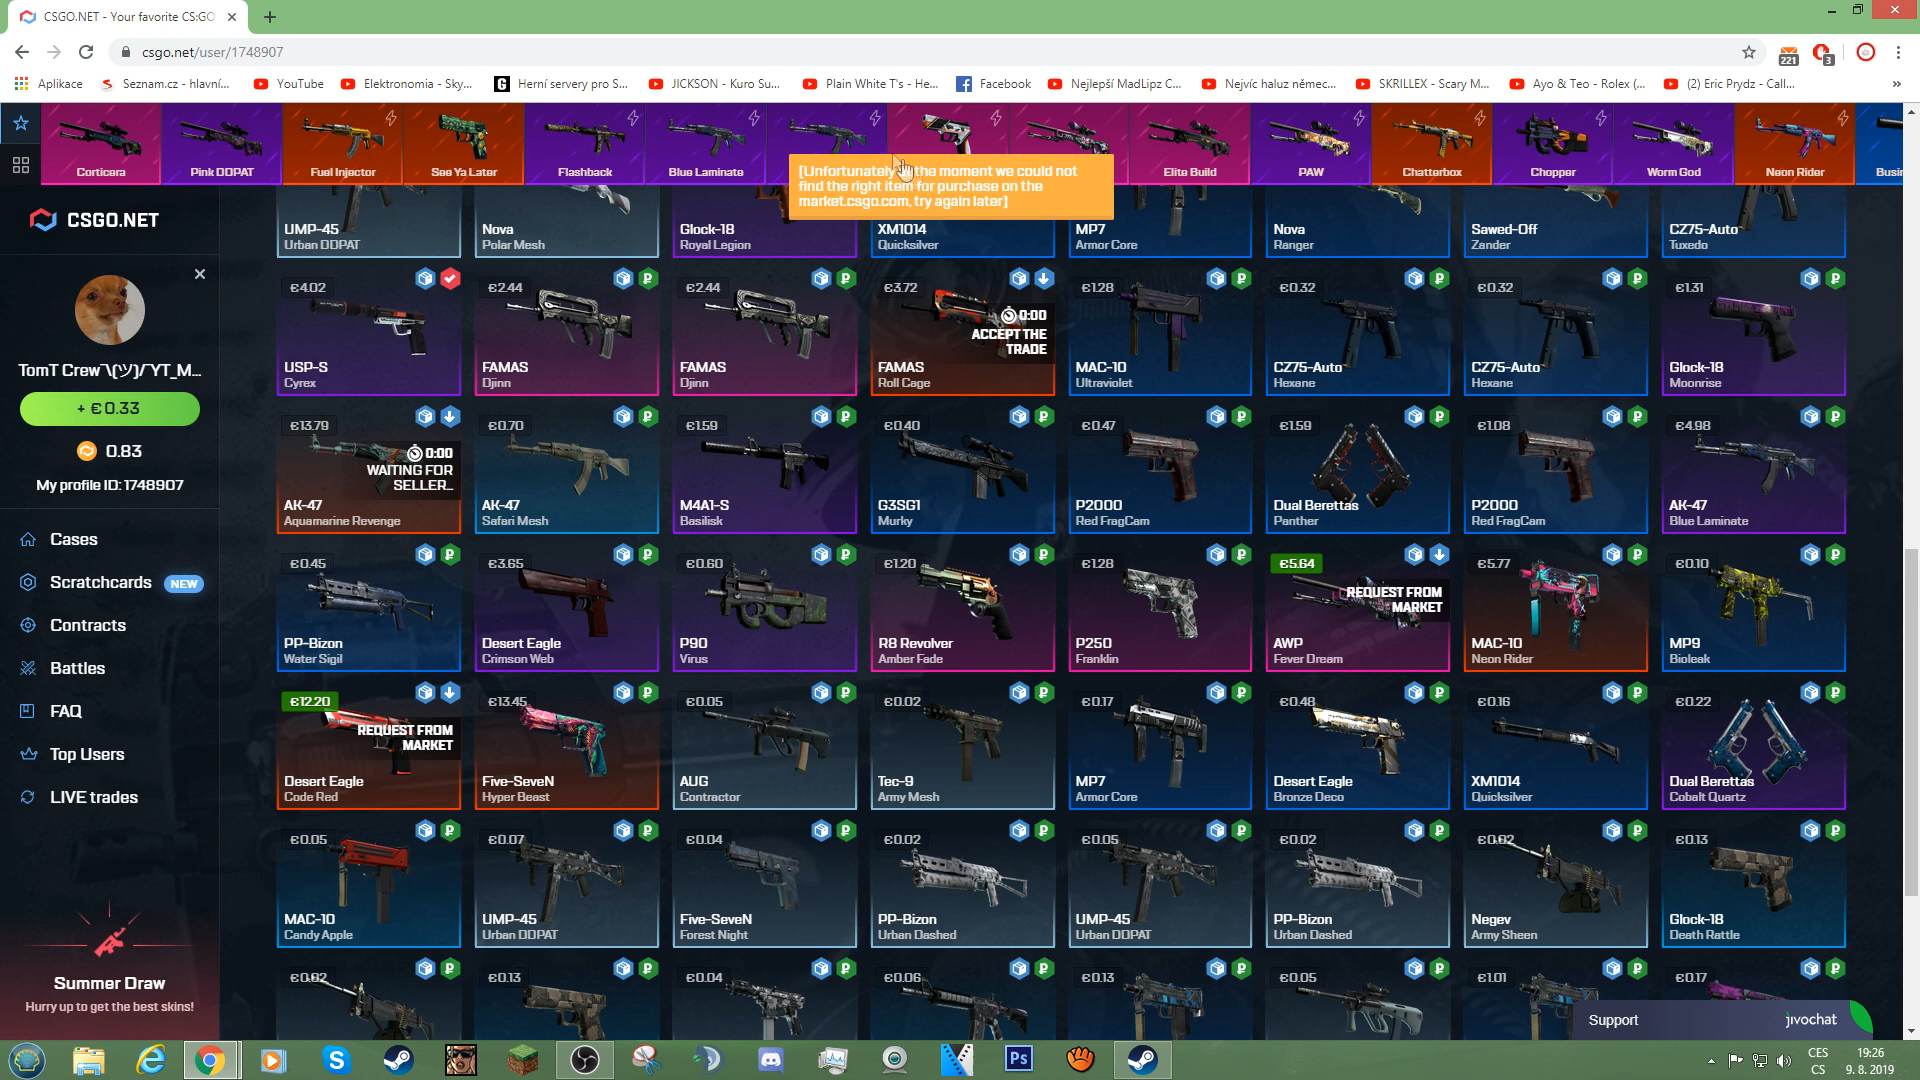 CSGO.NET - Your favorite CS:GO
csgo.net/user/1748907
221
3
Aplikace
Seznam.cz - hlavní...
YouTube
Elektronomia - Sky...
Herní servery pro S...
JICKSON - Kuro Su...
Plain White T's - He...
Facebook
Nejlepší MadLipz C...
Nejvíc haluz němec...
SKRILLEX - Scary M...
Ayo & Teo - Rolex (...
(2) Eric Prydz - Call...
»
Corticera
Pink DDPAT
Fuel Injector
See Ya Later
Flashback
Blue Laminate
Elite Build
PAW
Chatterbox
Chopper
Worm God
Neon Rider
Busin
[Unfortunately the moment we could not
find the right item for purchase on the
market.csgo.com, try again later]
CSGO.NET
TomT Crew¯\(ツ)/¯YT_M...
+ €0.33
0.83
My profile ID: 1748907
Cases
Scratchcards NEW
Contracts
Battles
FAQ
Top Users
LIVE trades
Summer Draw
Hurry up to get the best skins!
UMP-45
Urban DDPAT
Nova
Polar Mesh
Glock-18
Royal Legion
XM1014
Quicksilver
MP7
Armor Core
Nova
Ranger
Sawed-Off
Zander
CZ75-Auto
Tuxedo
€4.02
USP-S
Cyrex
€2.44
FAMAS
Djinn
€2.44
FAMAS
Djinn
€3.72
0:00
ACCEPT THE
TRADE
FAMAS
Roll Cage
€1.28
MAC-10
Ultraviolet
€0.32
CZ75-Auto
Hexane
€0.32
CZ75-Auto
Hexane
€1.31
Glock-18
Moonrise
€13.79
0:00
WAITING FOR
SELLER...
AK-47
Aquamarine Revenge
€0.70
AK-47
Safari Mesh
€1.59
M4A1-S
Basilisk
€0.40
G3SG1
Murky
€0.47
P2000
Red FragCam
€1.59
Dual Berettas
Panther
€1.08
P2000
Red FragCam
€4.98
AK-47
Blue Laminate
€0.45
PP-Bizon
Water Sigil
€3.65
Desert Eagle
Crimson Web
€0.60
P90
Virus
€1.20
R8 Revolver
Amber Fade
€1.28
P250
Franklin
€5.64
REQUEST FROM
MARKET
AWP
Fever Dream
€5.77
MAC-10
Neon Rider
€0.10
MP9
Bioleak
€12.20
REQUEST FROM
MARKET
Desert Eagle
Code Red
€13.45
Five-SeveN
Hyper Beast
€0.05
AUG
Contractor
€0.02
Tec-9
Army Mesh
€0.17
MP7
Armor Core
€0.48
Desert Eagle
Bronze Deco
€0.16
XM1014
Quicksilver
€0.22
Dual Berettas
Cobalt Quartz
€0.05
MAC-10
Candy Apple
€0.07
UMP-45
Urban DDPAT
€0.04
Five-SeveN
Forest Night
€0.02
PP-Bizon
Urban Dashed
€0.05
UMP-45
Urban DDPAT
€0.02
PP-Bizon
Urban Dashed
€0.02
Negev
Army Sheen
€0.13
Glock-18
Death Rattle
€0.02
€0.13
€0.04
€0.06
€0.13
€0.05
€1.01
€0.17
Support
jivochat
CES
CS
19:26
9. 8. 2019